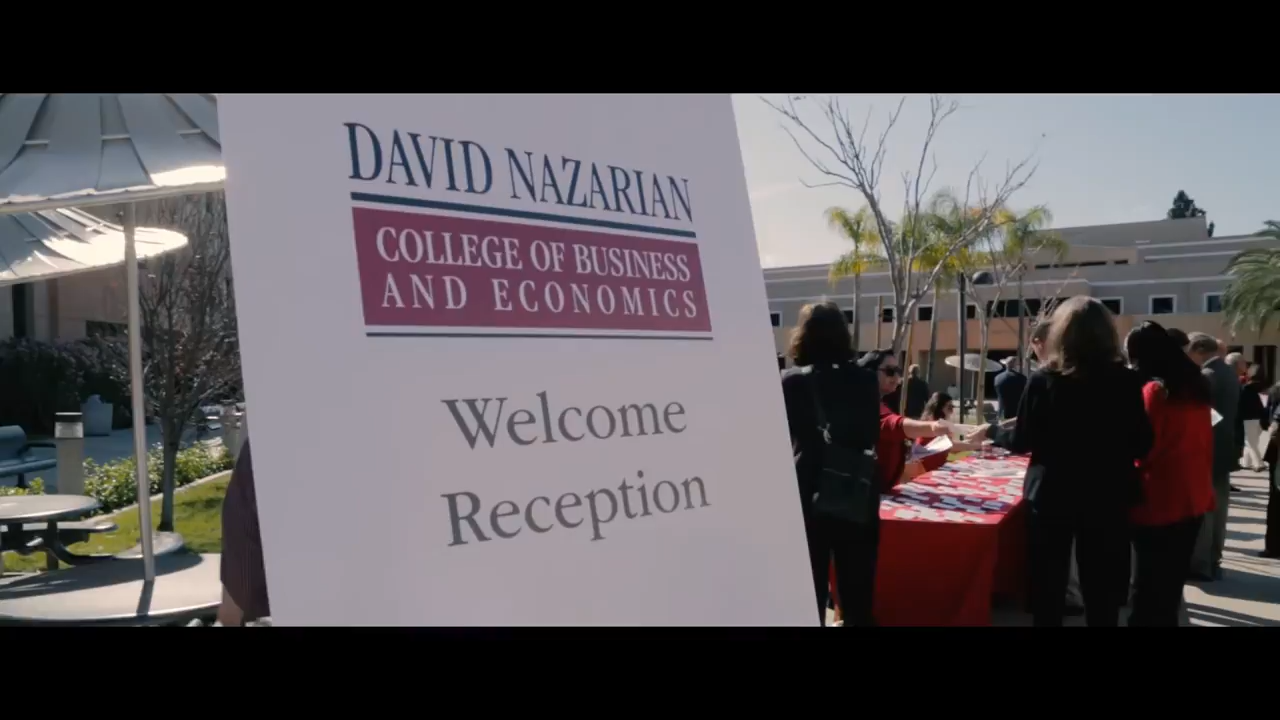 DAVID NAZARIAN
COLLEGE OF BUSINESS
AND ECONOMICS
Welcome
Reception